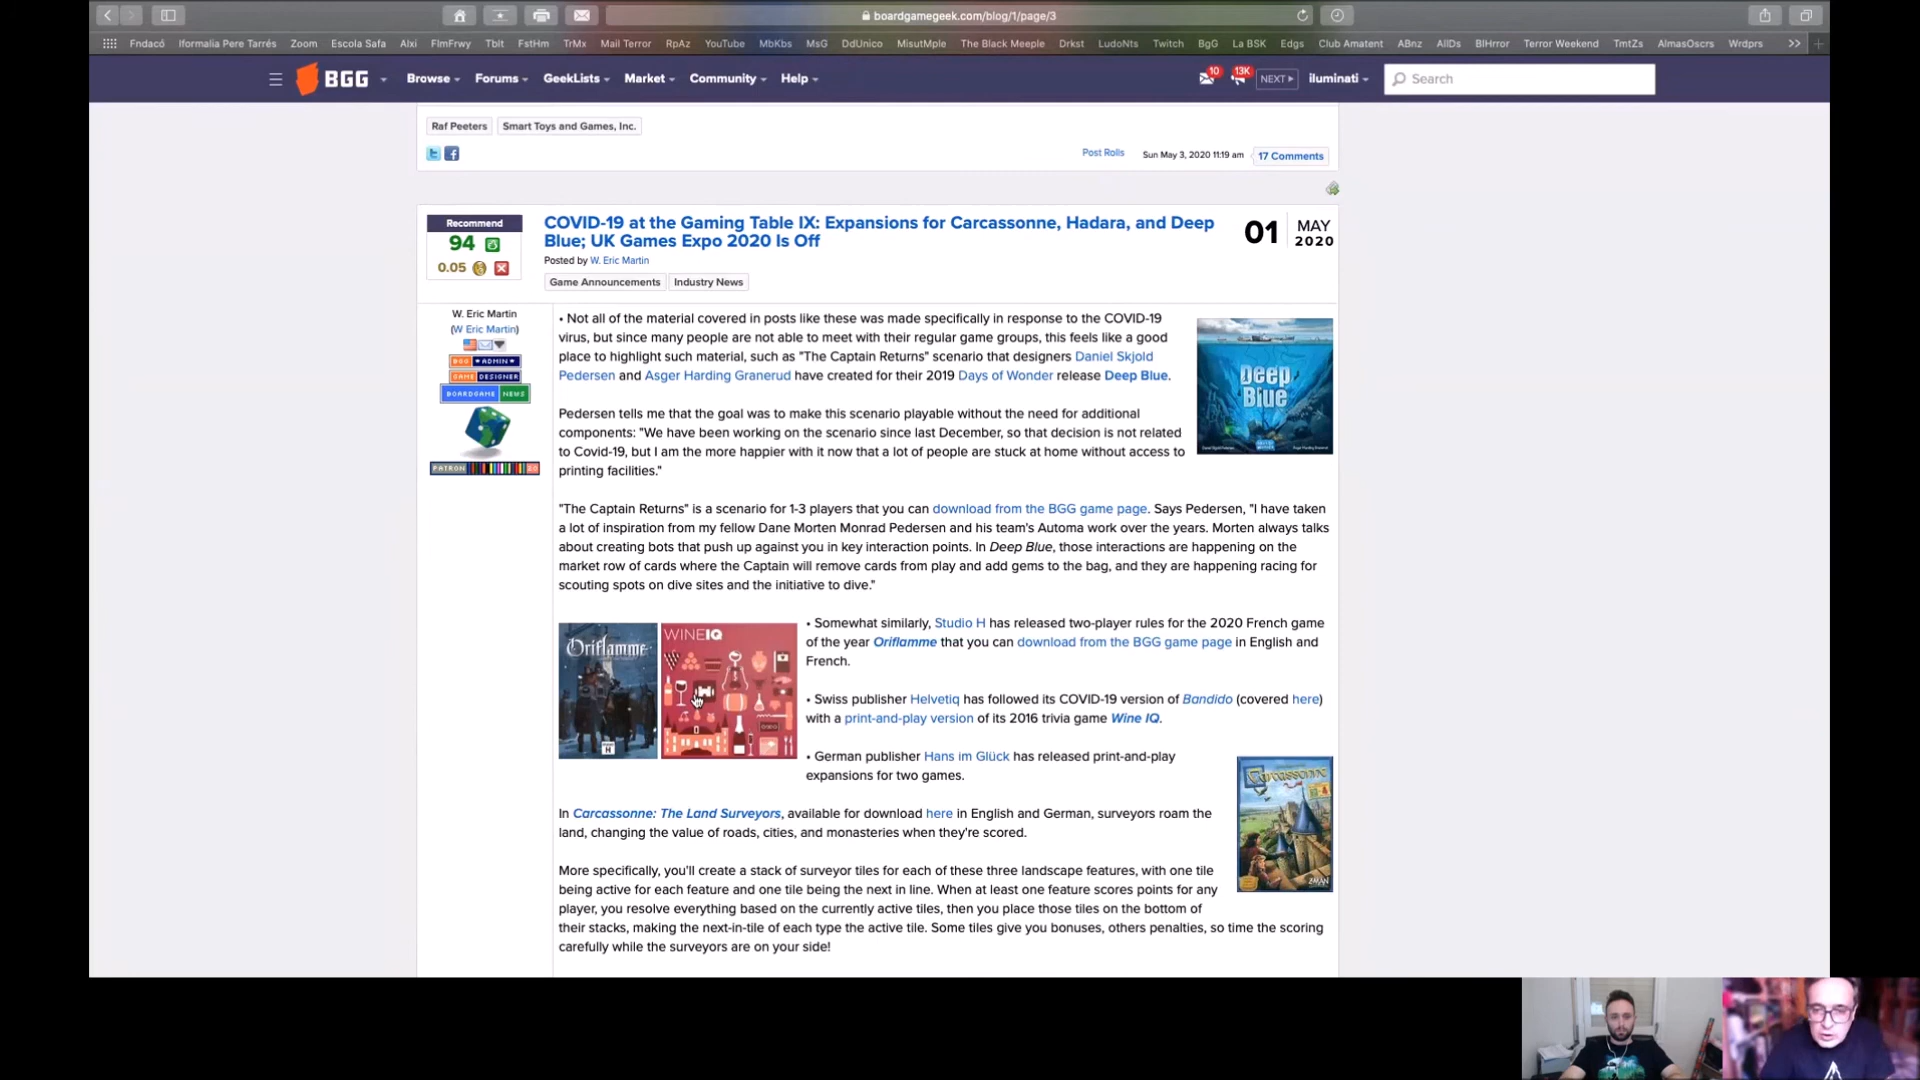 boardgamegeek.com/blog/1/page/3
Fndacó Iformalia Pere Tarrés Zoom Escola Safa Alxi FlmFrwy Tblt FstHm TrMx Mail Terror RpAz YouTube MbKbs MsG DdUnico MisutMple The Black Meeple Drkst LudoNts Twitch BgG La BSK Edgs Club Amatent ABnz AllDs BlHrror Terror Weekend TmtZs AlmasOscrs Wrdprs >>
BGG Browse Forums GeekLists Market Community Help 10 13K NEXT iluminati Search
Raf Peeters Smart Toys and Games, Inc.
Post Rolls Sun May 3, 2020 11:19 am 17 Comments
Recommend
94
0.05
COVID-19 at the Gaming Table IX: Expansions for Carcassonne, Hadara, and Deep
Blue; UK Games Expo 2020 Is Off
Posted by W. Eric Martin
Game Announcements Industry News
01 MAY
2020
W. Eric Martin
(W Eric Martin)
BGG ADMIN
GAME DESIGNER
BOARDGAME NEWS
PATRON 20
• Not all of the material covered in posts like these was made specifically in response to the COVID-19
virus, but since many people are not able to meet with their regular game groups, this feels like a good
place to highlight such material, such as "The Captain Returns" scenario that designers Daniel Skjold
Pedersen and Asger Harding Granerud have created for their 2019 Days of Wonder release Deep Blue.
Deep
Blue
Pedersen tells me that the goal was to make this scenario playable without the need for additional
components: "We have been working on the scenario since last December, so that decision is not related
to Covid-19, but I am the more happier with it now that a lot of people are stuck at home without access to
printing facilities."
"The Captain Returns" is a scenario for 1-3 players that you can download from the BGG game page. Says Pedersen, "I have taken
a lot of inspiration from my fellow Dane Morten Monrad Pedersen and his team's Automa work over the years. Morten always talks
about creating bots that push up against you in key interaction points. In Deep Blue, those interactions are happening on the
market row of cards where the Captain will remove cards from play and add gems to the bag, and they are happening racing for
scouting spots on dive sites and the initiative to dive."
Oriflamme
WINEIQ
• Somewhat similarly, Studio H has released two-player rules for the 2020 French game
of the year Oriflamme that you can download from the BGG game page in English and
French.
• Swiss publisher Helvetiq has followed its COVID-19 version of Bandido (covered here)
with a print-and-play version of its 2016 trivia game Wine IQ.
• German publisher Hans im Glück has released print-and-play
expansions for two games.
Carcassonne
ZMAN
In Carcassonne: The Land Surveyors, available for download here in English and German, surveyors roam the
land, changing the value of roads, cities, and monasteries when they're scored.
More specifically, you'll create a stack of surveyor tiles for each of these three landscape features, with one tile
being active for each feature and one tile being the next in line. When at least one feature scores points for any
player, you resolve everything based on the currently active tiles, then you place those tiles on the bottom of
their stacks, making the next-in-tile of each type the active tile. Some tiles give you bonuses, others penalties, so time the scoring
carefully while the surveyors are on your side!